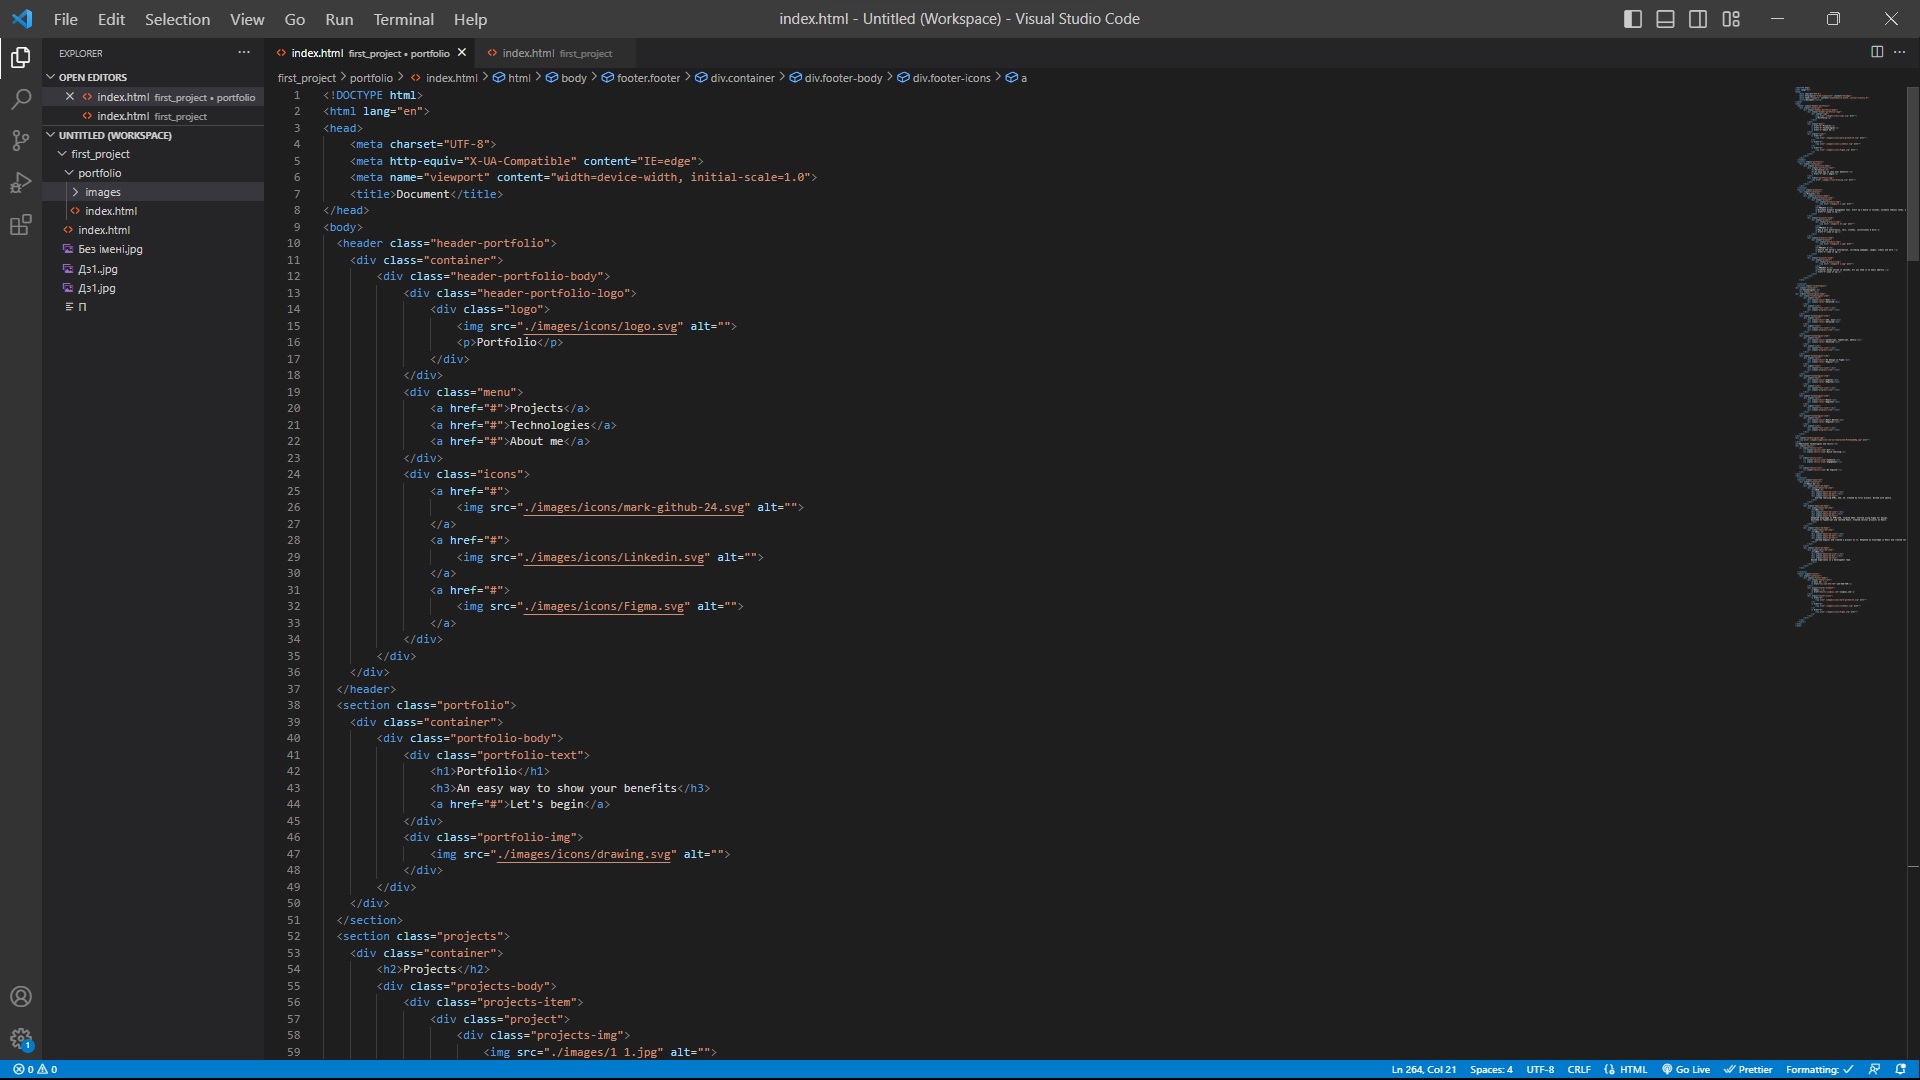 File Edit Selection View Go Run Terminal Help
index.html - Untitled (Workspace) - Visual Studio Code
EXPLORER
OPEN EDITORS
index.html first_project • portfolio
index.html first_project
UNTITLED (WORKSPACE)
first_project
portfolio
images
index.html
index.html
Без імені.jpg
Дз1..jpg
Дз1.jpg
П
1
index.html first_project • portfolio
index.html first_project
first_project > portfolio > index.html > html > body > footer.footer > div.container > div.footer-body > div.footer-icons > a
1 <!DOCTYPE html>
2 <html lang="en">
3 <head>
4 <meta charset="UTF-8">
5 <meta http-equiv="X-UA-Compatible" content="IE=edge">
6 <meta name="viewport" content="width=device-width, initial-scale=1.0">
7 <title>Document</title>
8 </head>
9 <body>
10 <header class="header-portfolio">
11 <div class="container">
12 <div class="header-portfolio-body">
13 <div class="header-portfolio-logo">
14 <div class="logo">
15 <img src="./images/icons/logo.svg" alt="">
16 <p>Portfolio</p>
17 </div>
18 </div>
19 <div class="menu">
20 <a href="#">Projects</a>
21 <a href="#">Technologies</a>
22 <a href="#">About me</a>
23 </div>
24 <div class="icons">
25 <a href="#">
26 <img src="./images/icons/mark-github-24.svg" alt="">
27 </a>
28 <a href="#">
29 <img src="./images/icons/Linkedin.svg" alt="">
30 </a>
31 <a href="#">
32 <img src="./images/icons/Figma.svg" alt="">
33 </a>
34 </div>
35 </div>
36 </div>
37 </header>
38 <section class="portfolio">
39 <div class="container">
40 <div class="portfolio-body">
41 <div class="portfolio-text">
42 <h1>Portfolio</h1>
43 <h3>An easy way to show your benefits</h3>
44 <a href="#">Let's begin</a>
45 </div>
46 <div class="portfolio-img">
47 <img src="./images/icons/drawing.svg" alt="">
48 </div>
49 </div>
50 </div>
51 </section>
52 <section class="projects">
53 <div class="container">
54 <h2>Projects</h2>
55 <div class="projects-body">
56 <div class="projects-item">
57 <div class="project">
58 <div class="projects-img">
59 <img src="./images/1 1.jpg" alt="">
0 0 Ln 264, Col 21 Spaces: 4 UTF-8 CRLF {} HTML Go Live Prettier Formatting: